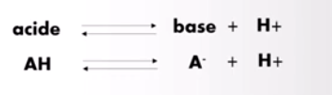 acide ⇌ base + H+
AH ⇌ A- + H+